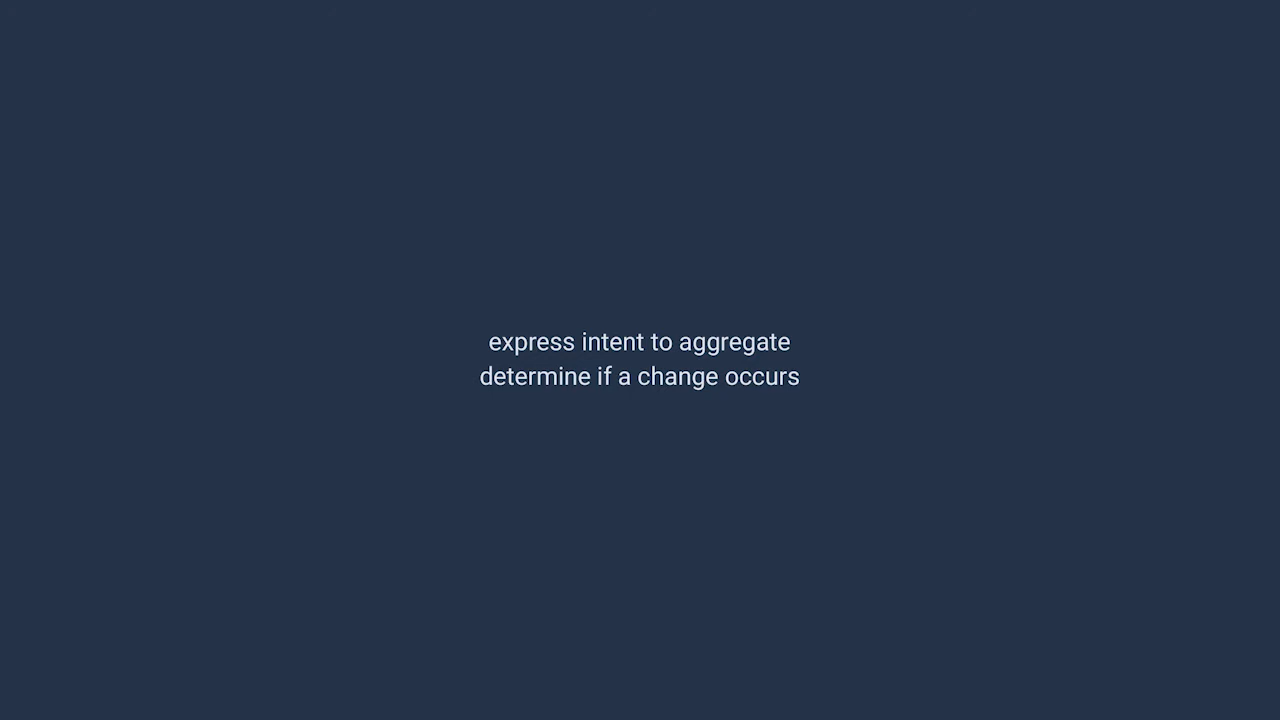 express intent to aggregate
determine if a change occurs